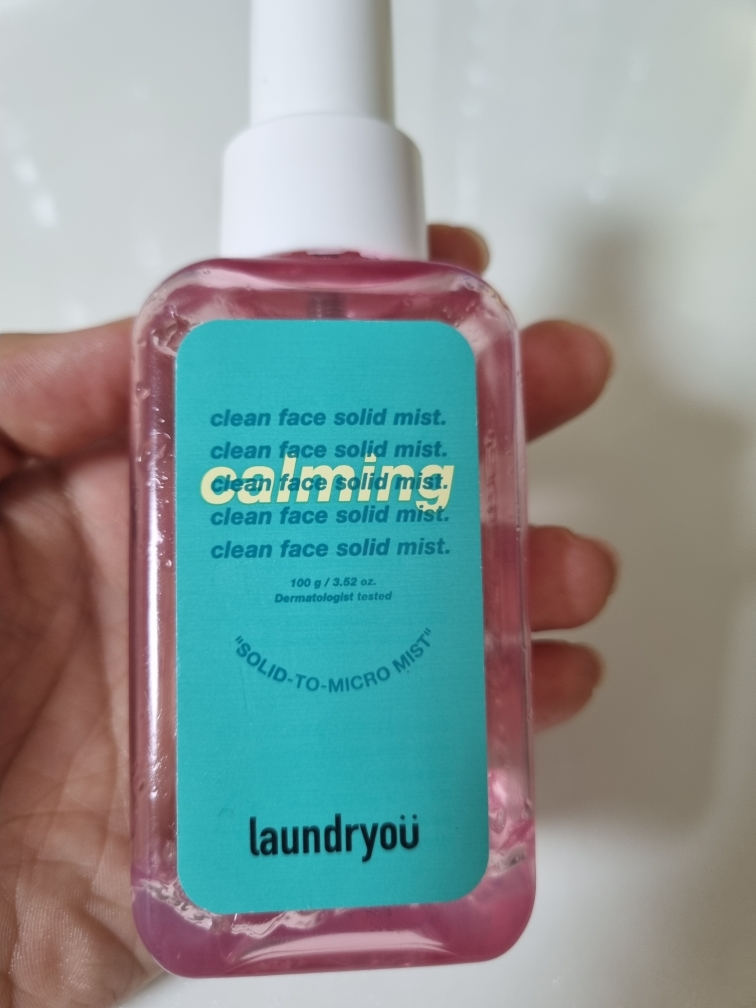 clean face solid mist.
clean face solid mist.
calming
clean face solid mist.
clean face solid mist.
clean face solid mist.
100 g / 3.52 oz.
Dermatologist tested
"SOLID-TO-MICRO MIST"
laundryoü